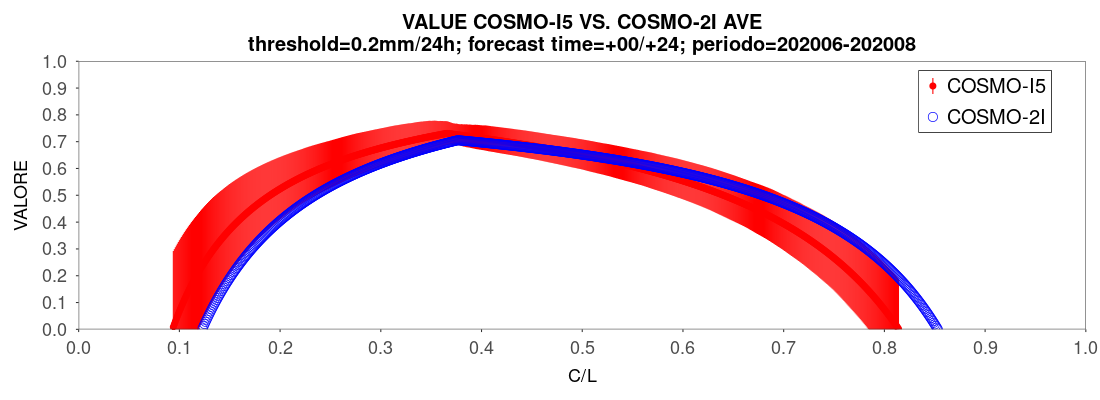 VALUE COSMO-I5 VS. COSMO-2I AVE
threshold=0.2mm/24h; forecast time=+00/+24; periodo=202006-202008
1.0
0.9
0.8
0.7
0.6
0.5
0.4
0.3
0.2
0.1
0.0
VALORE
COSMO-I5
COSMO-2I
0.0 0.1 0.2 0.3 0.4 0.5 0.6 0.7 0.8 0.9 1.0
C/L